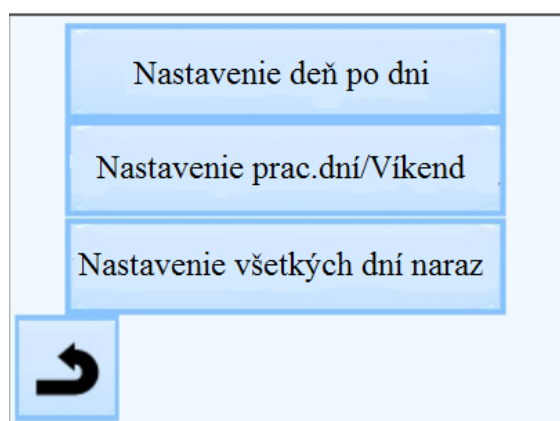 Nastavenie deň po dni
Nastavenie prac.dní/Víkend
Nastavenie všetkých dní naraz